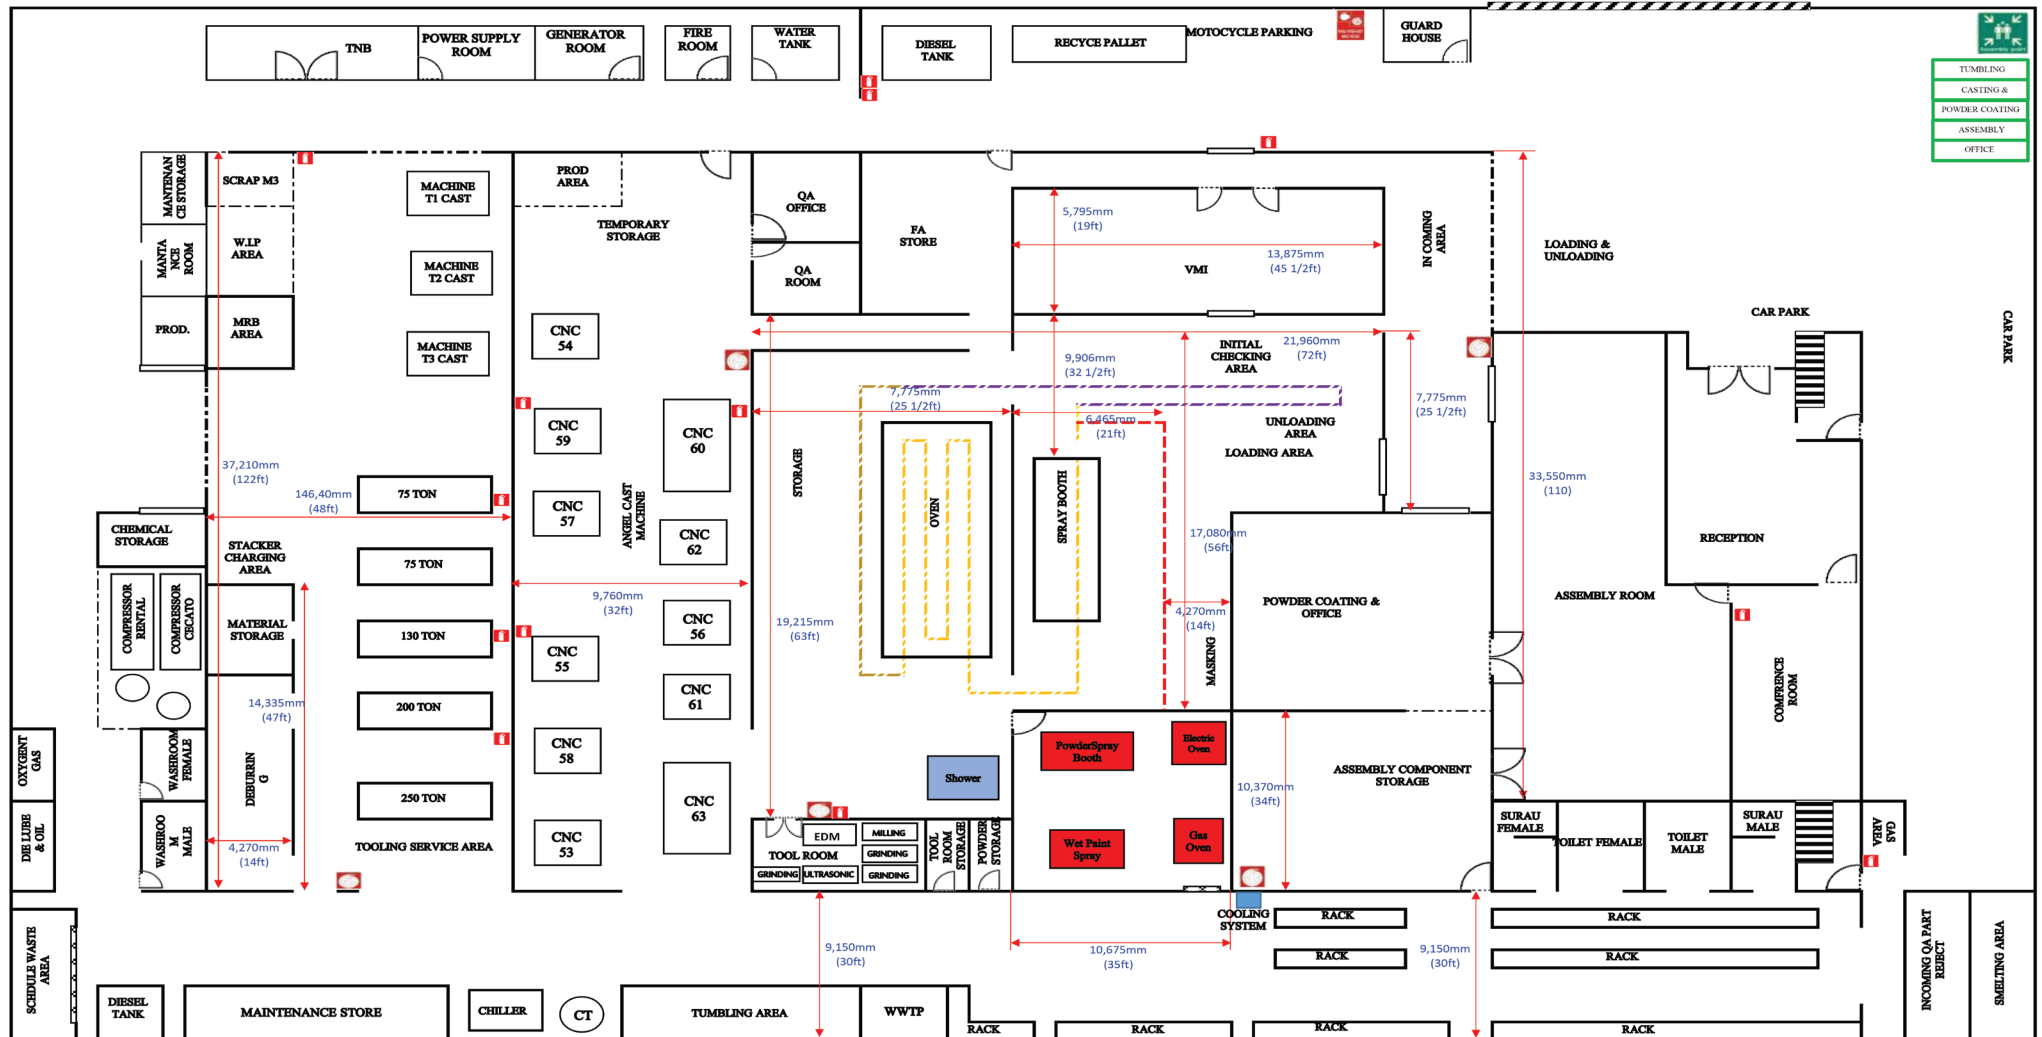 TNB
POWER SUPPLY
ROOM
GENERATOR
ROOM
FIRE
ROOM
WATER
TANK
DIESEL
TANK
RECYCE PALLET
MOTOCYCLE PARKING
GUARD
HOUSE
Assembly point
TUMBLING
CASTING &
POWDER COATING
ASSEMBLY
OFFICE
MANTENAN
CE STORAGE
SCRAP M3
MACHINE
T1 CAST
PROD
AREA
TEMPORARY
STORAGE
QA
OFFICE
FA
STORE
5,795mm
(19ft)
13,875mm
(45 1/2ft)
VMI
IN COMING
AREA
LOADING &
UNLOADING
MANTA
NCE
ROOM
W.I.P
AREA
MACHINE
T2 CAST
QA
ROOM
PROD.
MRB
AREA
MACHINE
T3 CAST
CNC
54
INITIAL
CHECKING
AREA
21,960mm
(72ft)
9,906mm
(32 1/2ft)
CAR PARK
CAR PARK
7,775mm
(25 1/2ft)
6,465mm
(21ft)
7,775mm
(25 1/2ft)
CNC
59
CNC
60
UNLOADING
AREA
LOADING AREA
37,210mm
(122ft)
146,40mm
(48ft)
75 TON
STORAGE
OVEN
SPRAY BOOTH
33,550mm
(110)
CHEMICAL
STORAGE
STACKER
CHARGING
AREA
CNC
57
ANGEL CAST
MACHINE
CNC
62
17,080mm
(56ft)
RECEPTION
75 TON
9,760mm
(32ft)
COMPRESSOR
RENTAL
COMPRESSOR
CECATO
MATERIAL
STORAGE
130 TON
CNC
56
19,215mm
(63ft)
4,270mm
(14ft)
MASKING
POWDER COATING &
OFFICE
ASSEMBLY ROOM
CNC
55
14,335mm
(47ft)
200 TON
CNC
61
COMFRENCE
ROOM
OXYGENT
GAS
WASHROOM
FEMALE
DEBURRIN
G
CNC
58
PowderSpray
Booth
Electric
Oven
Shower
ASSEMBLY COMPONENT
STORAGE
10,370mm
(34ft)
250 TON
CNC
63
DIE LUBE
& OIL
WASHROO
M
MALE
4,270mm
(14ft)
TOOLING SERVICE AREA
CNC
53
EDM
MILLING
TOOL ROOM
GRINDING
GRINDING
ULTRASONIC
GRINDING
TOOL
ROOM
STORAGE
POWDER
STORAGE
Wet Paint
Spray
Gas
Oven
SURAU
FEMALE
TOILET FEMALE
TOILET
MALE
SURAU
MALE
GAS
AREA
COOLING
SYSTEM
RACK
RACK
SCHDULE WASTE
AREA
9,150mm
(30ft)
10,675mm
(35ft)
RACK
9,150mm
(30ft)
RACK
INCOMING QA PART
REJECT
SMELTING AREA
DIESEL
TANK
MAINTENANCE STORE
CHILLER
CT
TUMBLING AREA
WWTP
RACK
RACK
RACK
RACK